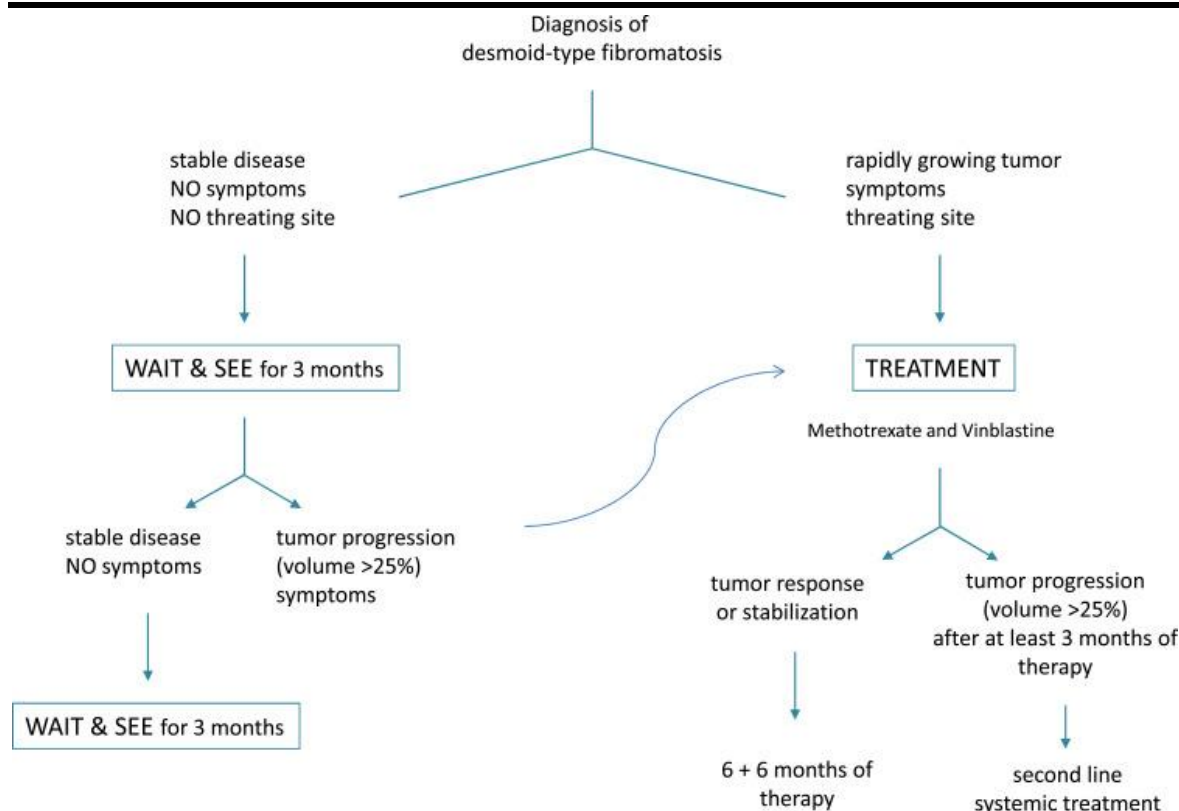 Diagnosis of
desmoid-type fibromatosis
stable disease
NO symptoms
NO threating site
rapidly growing tumor
symptoms
threating site
WAIT & SEE for 3 months
TREATMENT
Methotrexate and Vinblastine
stable disease
NO symptoms
tumor progression
(volume >25%)
symptoms
tumor response
or stabilization
tumor progression
(volume >25%)
after at least 3 months of
therapy
WAIT & SEE for 3 months
6 + 6 months of
therapy
second line
systemic treatment